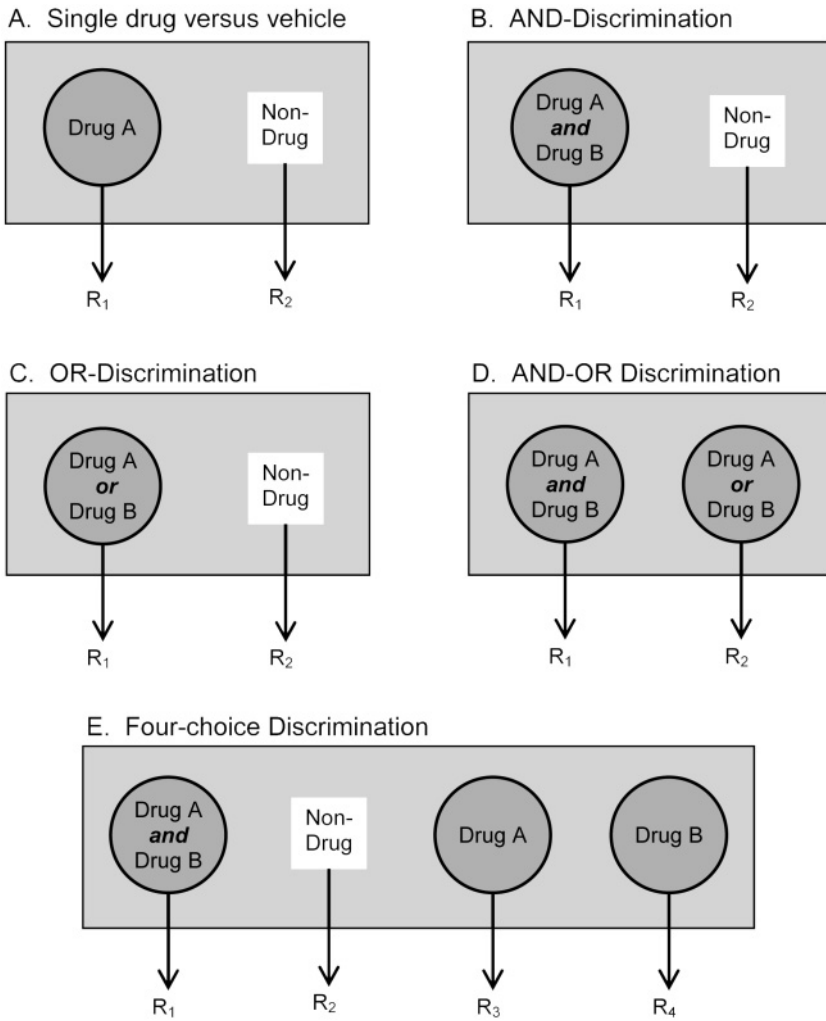 A. Single drug versus vehicle
Drug A
Non-
Drug
R₁
R₂
B. AND-Discrimination
Drug A
and
Drug B
Non-
Drug
R₁
R₂
C. OR-Discrimination
Drug A
or
Drug B
Non-
Drug
R₁
R₂
D. AND-OR Discrimination
Drug A
and
Drug B
Drug A
or
Drug B
R₁
R₂
E. Four-choice Discrimination
Drug A
and
Drug B
Non-
Drug
Drug A
Drug B
R₁
R₂
R₃
R₄